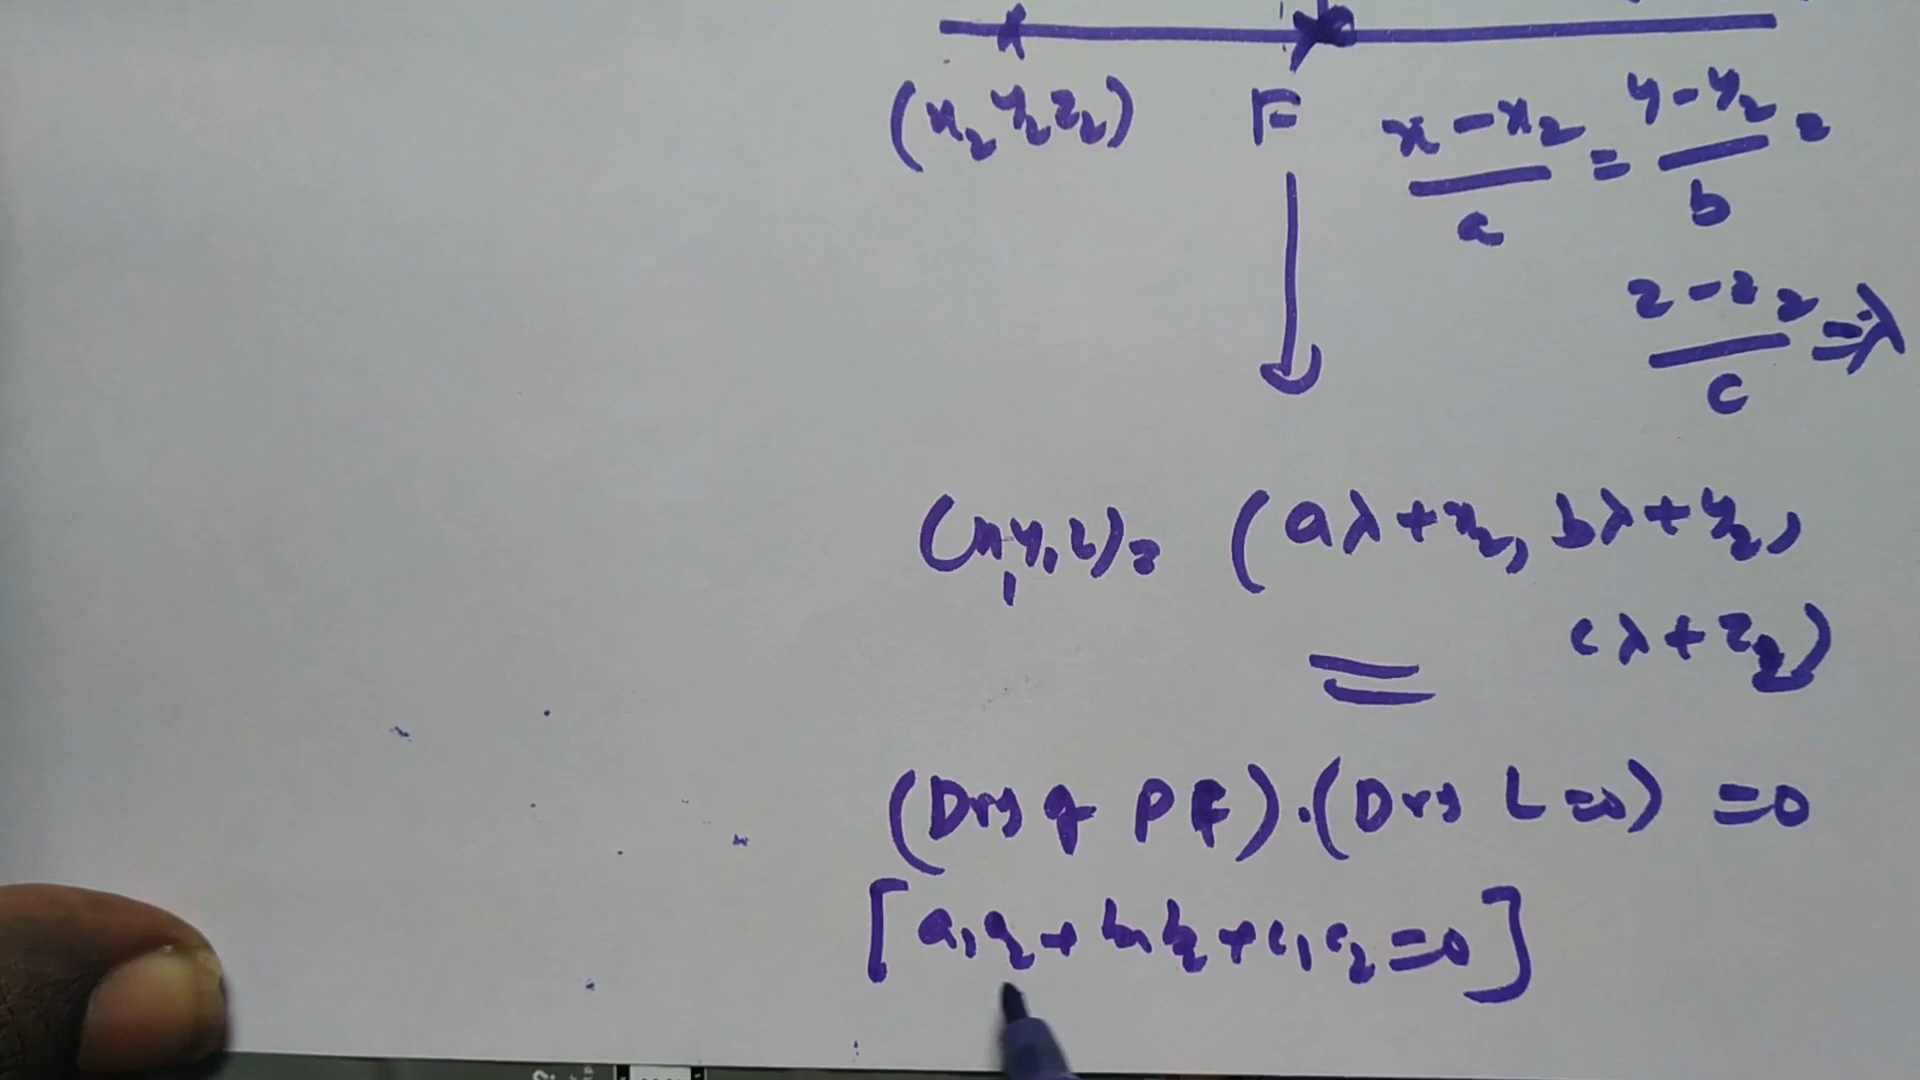 (x₂ y₂ z₂) F x-x₂/a = y-y₂/b =
z-z₂/c = λ
(x, y, z) = (aλ+x₂, bλ+y₂,
cλ+z₂)
(Drs of PF).(Drs L =0) =0
[a₁a₂+b₁b₂+c₁c₂=0]